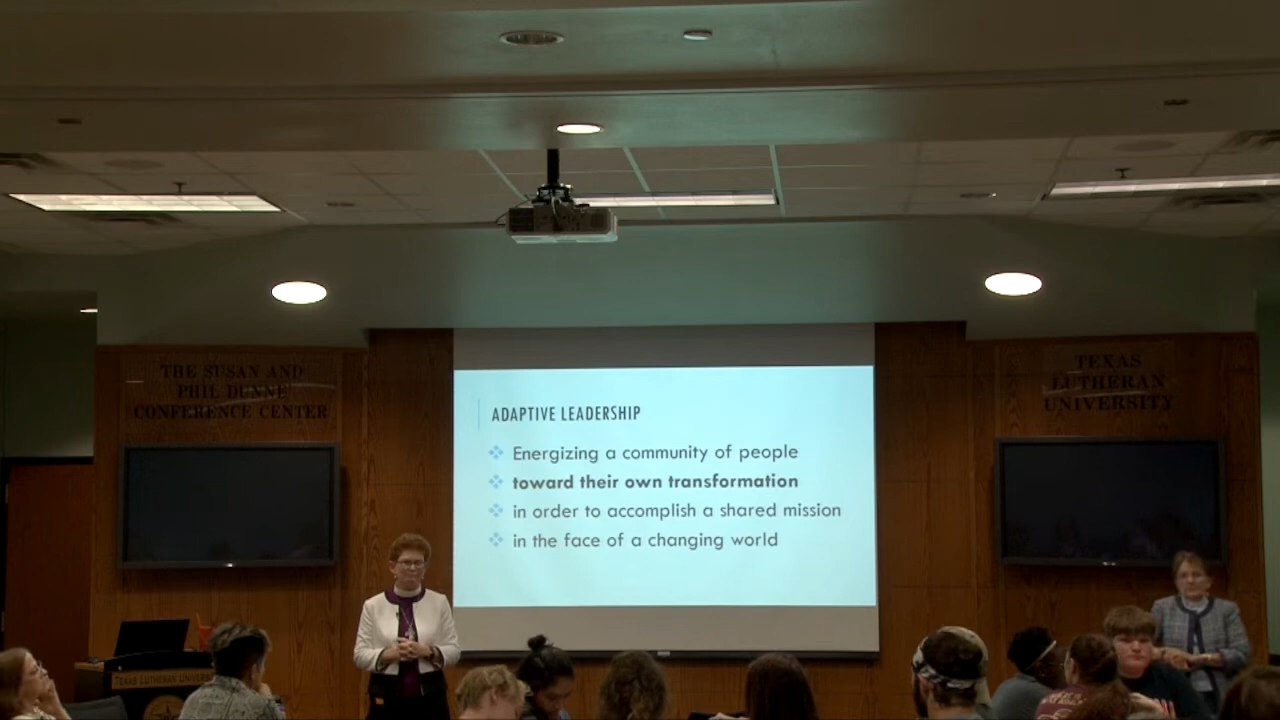 THE SUSAN AND
PHIL DUNNE
CONFERENCE CENTER
TEXAS
LUTHERAN
UNIVERSITY
ADAPTIVE LEADERSHIP
Energizing a community of people
toward their own transformation
in order to accomplish a shared mission
in the face of a changing world
TEXAS LUTHERAN UNIVERSITY